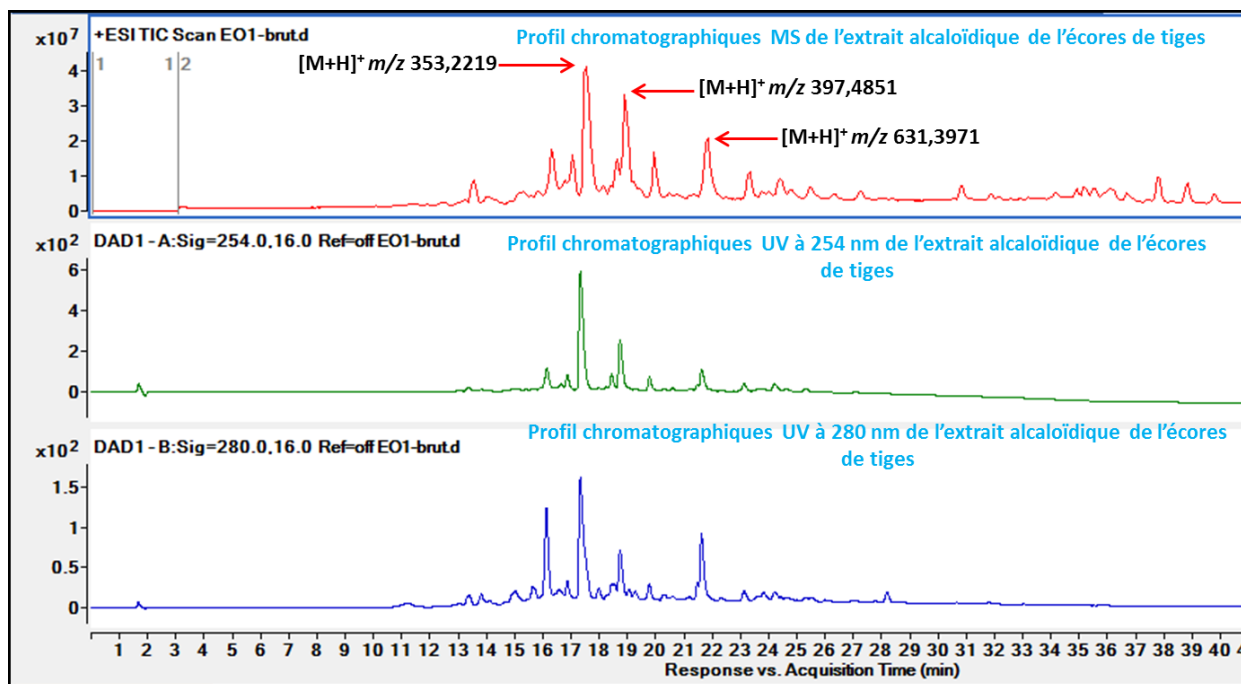 +ESI TIC Scan EO1-brut.d
Profil chromatographiques MS de l'extrait alcaloïdique de l'écores de tiges
x10⁷
[M+H]⁺ m/z 353,2219
[M+H]⁺ m/z 397,4851
[M+H]⁺ m/z 631,3971
1 1 2
4
3
2
1
0
DAD1 - A:Sig=254.0,16.0 Ref=off EO1-brut.d
Profil chromatographiques UV à 254 nm de l'extrait alcaloïdique de l'écores
de tiges
x10²
6
4
2
0
Profil chromatographiques UV à 280 nm de l'extrait alcaloïdique de l'écores
de tiges
DAD1 - B:Sig=280.0,16.0 Ref=off EO1-brut.d
x10²
1.5
1
0.5
0
1 2 3 4 5 6 7 8 9 10 11 12 13 14 15 16 17 18 19 20 21 22 23 24 25 26 27 28 29 30 31 32 33 34 35 36 37 38 39 40 4
Response vs. Acquisition Time (min)